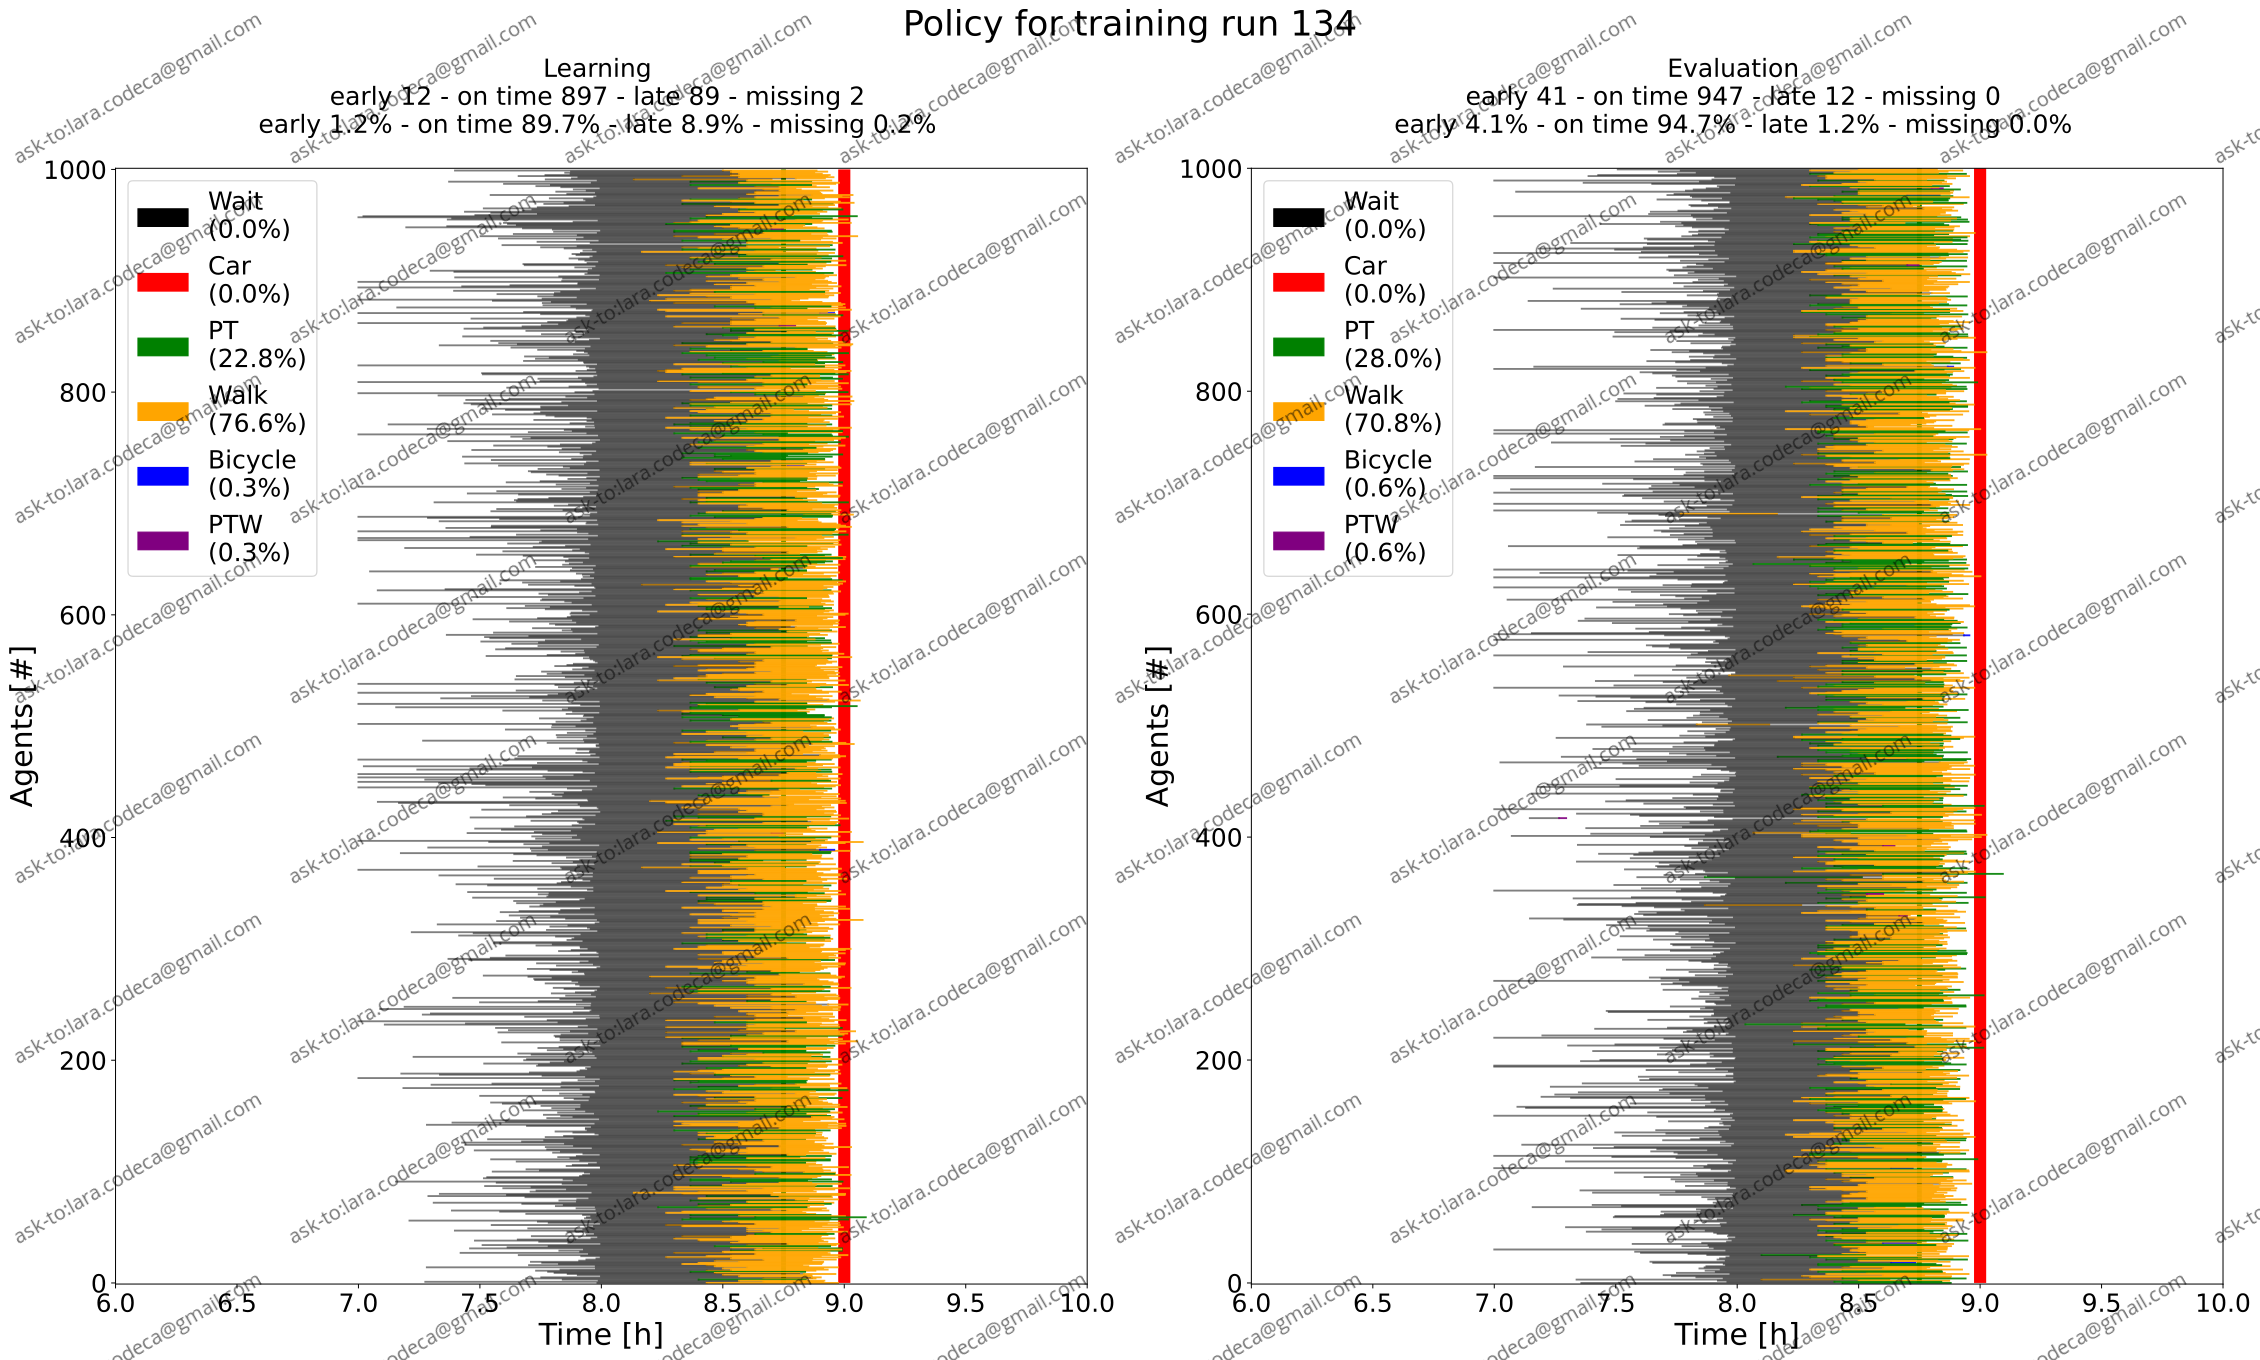 Policy for training run 134
Learning
early 12 - on time 897 - late 89 - missing 2
early 1.2% - on time 89.7% - late 8.9% - missing 0.2%
Wait
(0.0%)
Car
(0.0%)
PT
(22.8%)
Walk
(76.6%)
Bicycle
(0.3%)
PTW
(0.3%)
1000
800
600
400
200
0
Agents [#]
6.0 6.5 7.0 7.5 8.0 8.5 9.0 9.5 10.0
Time [h]
Evaluation
early 41 - on time 947 - late 12 - missing 0
early 4.1% - on time 94.7% - late 1.2% - missing 0.0%
Wait
(0.0%)
Car
(0.0%)
PT
(28.0%)
Walk
(70.8%)
Bicycle
(0.6%)
PTW
(0.6%)
1000
800
600
400
200
0
Agents [#]
6.0 6.5 7.0 7.5 8.0 8.5 9.0 9.5 10.0
Time [h]
ask-to:lara.codeca@gmail.com